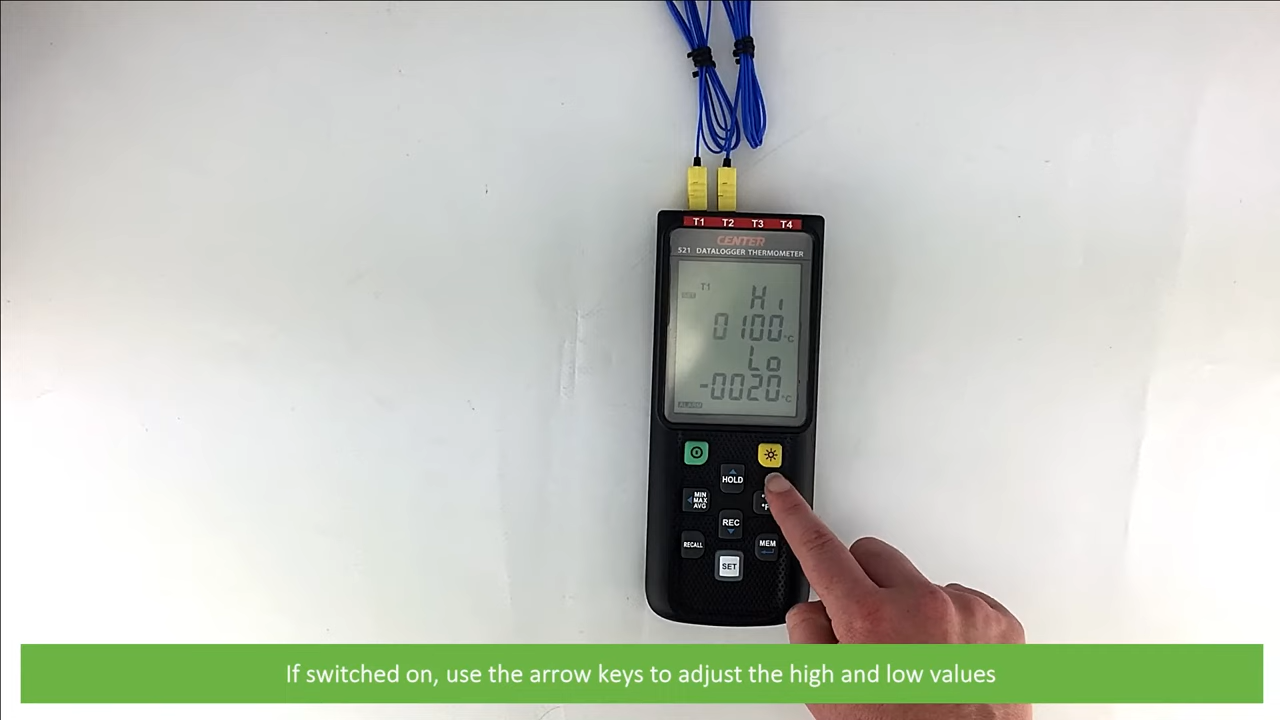 T1 T2 T3 T4
CENTER
521 DATALOGGER THERMOMETER
T1
Hi
0100 °C
Lo
-0020 °C
ALARM
HOLD
MIN
MAX
AVG
REC
RECALL
MEM
SET
If switched on, use the arrow keys to adjust the high and low values